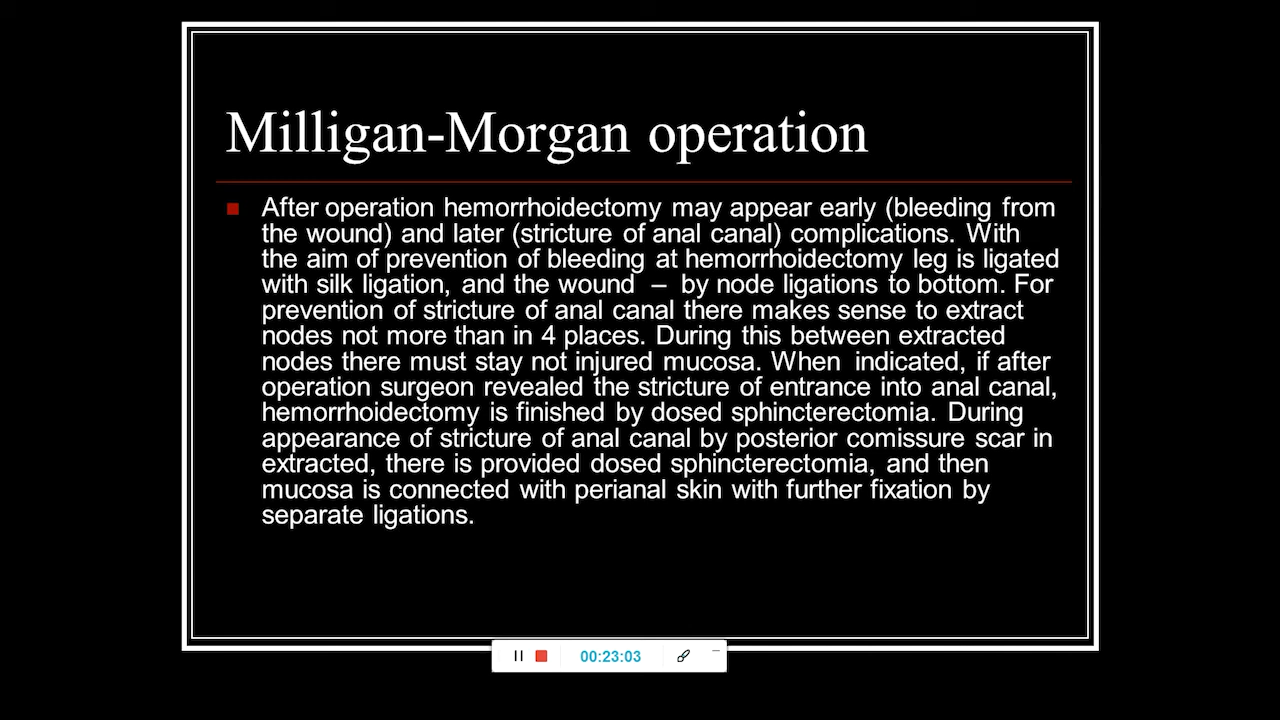 Milligan-Morgan operation
After operation hemorrhoidectomy may appear early (bleeding from
the wound) and later (stricture of anal canal) complications. With
the aim of prevention of bleeding at hemorrhoidectomy leg is ligated
with silk ligation, and the wound – by node ligations to bottom. For
prevention of stricture of anal canal there makes sense to extract
nodes not more than in 4 places. During this between extracted
nodes there must stay not injured mucosa. When indicated, if after
operation surgeon revealed the stricture of entrance into anal canal,
hemorrhoidectomy is finished by dosed sphincterectomia. During
appearance of stricture of anal canal by posterior comissure scar in
extracted, there is provided dosed sphincterectomia, and then
mucosa is connected with perianal skin with further fixation by
separate ligations.
00:23:03